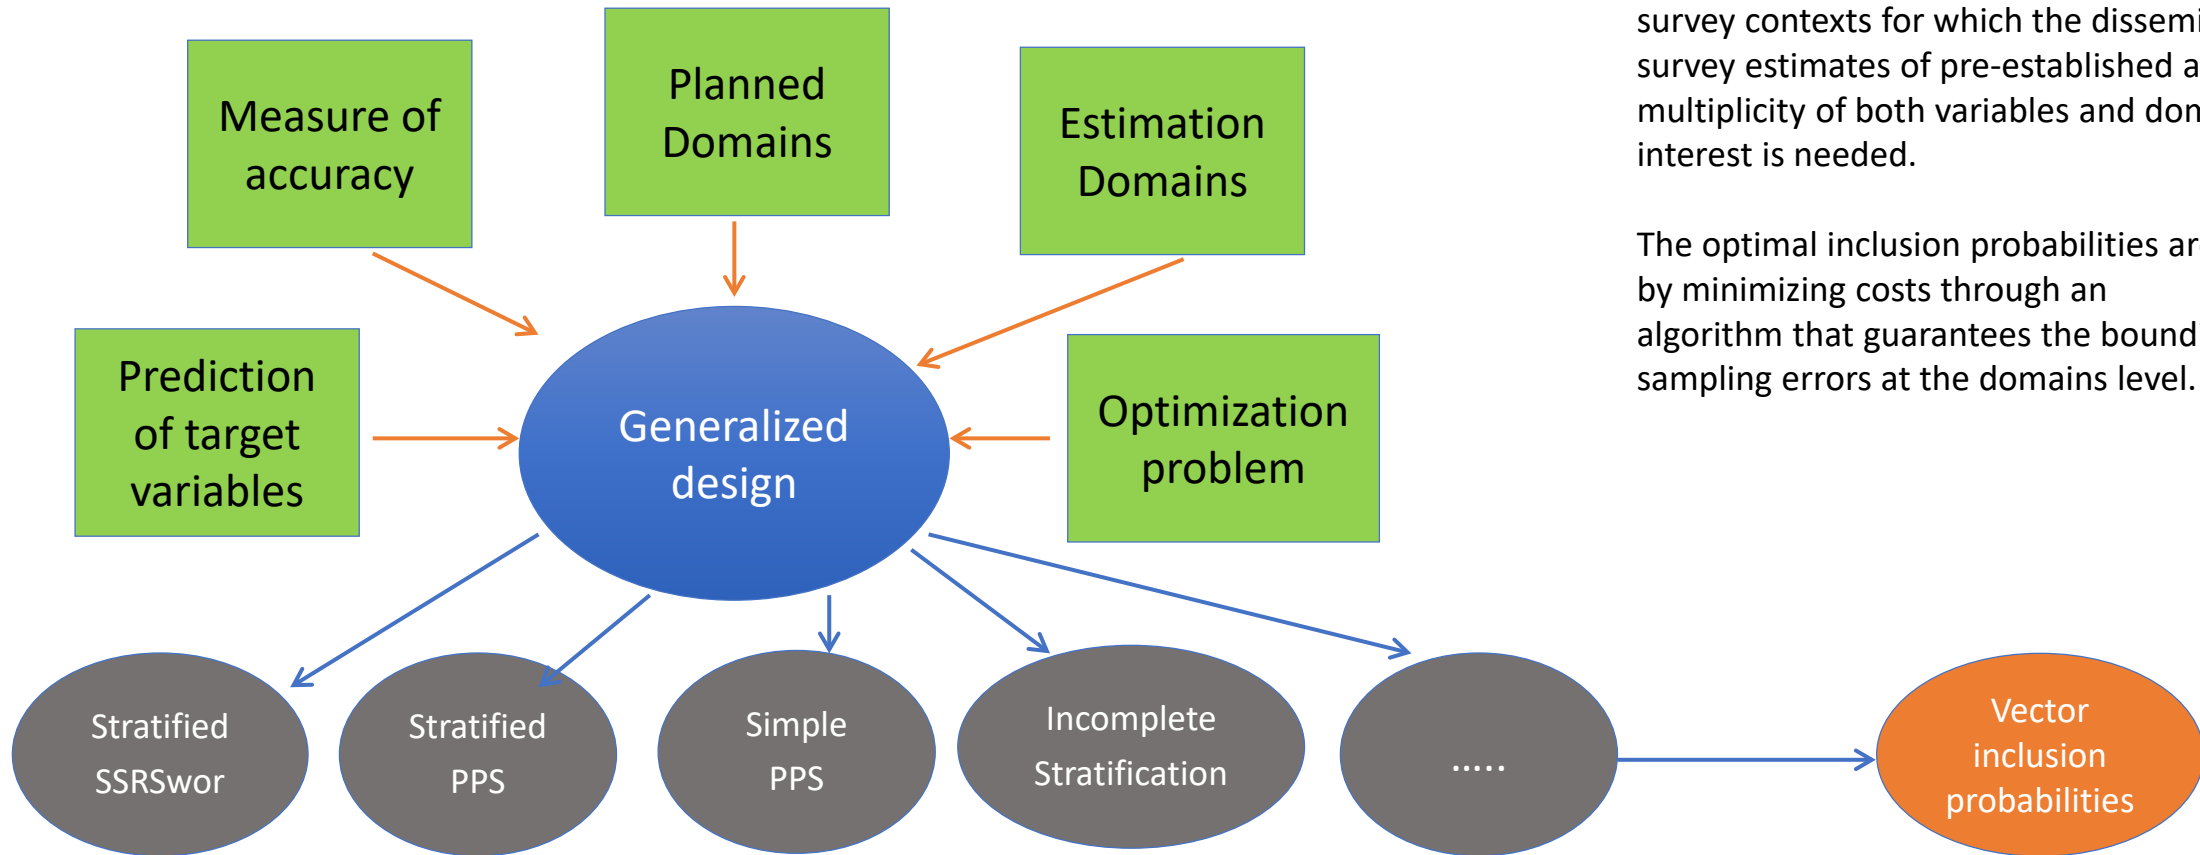 Measure of
accuracy
Planned
Domains
Estimation
Domains
survey contexts for which the
survey estimates of pre-established
multiplicity of both variables and
interest is needed.
The optimal inclusion probabilities
by minimizing costs through an
algorithm that guarantees the bound
sampling errors at the domains level.
Prediction
of target
variables
Generalized
design
Optimization
problem
Stratified
SSRSwor
Stratified
PPS
Simple
PPS
Incomplete
Stratification
.....
Vector
inclusion
probabilities